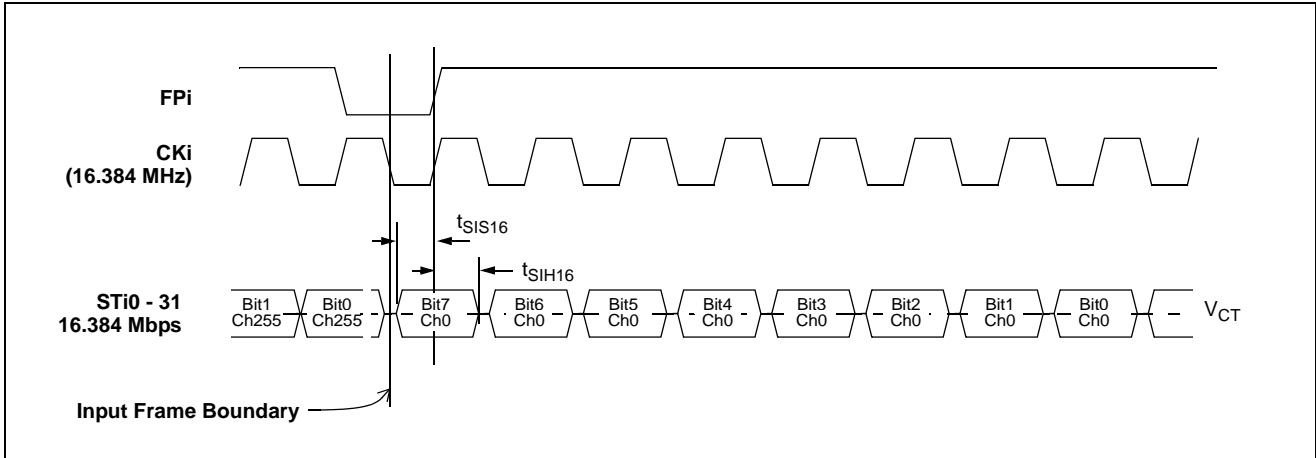 FPi
CKi
(16.384 MHz)
tSIS16
tSIH16
STi0 - 31
16.384 Mbps
Bit1 Ch255
Bit0 Ch255
Bit7 Ch0
Bit6 Ch0
Bit5 Ch0
Bit4 Ch0
Bit3 Ch0
Bit2 Ch0
Bit1 Ch0
Bit0 Ch0
VCT
Input Frame Boundary